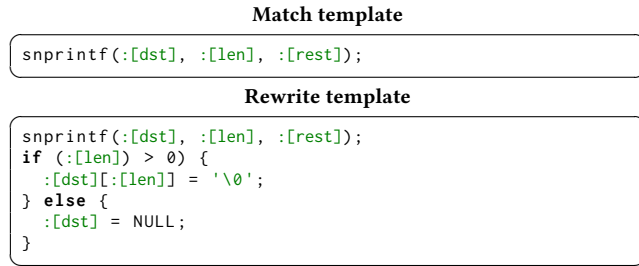 Match template
snprintf(:[dst], :[len], :[rest]);
Rewrite template
snprintf(:[dst], :[len], :[rest]);
if (:[len]) > 0) {
  :[dst][:[len]] = '\0';
} else {
  :[dst] = NULL;
}